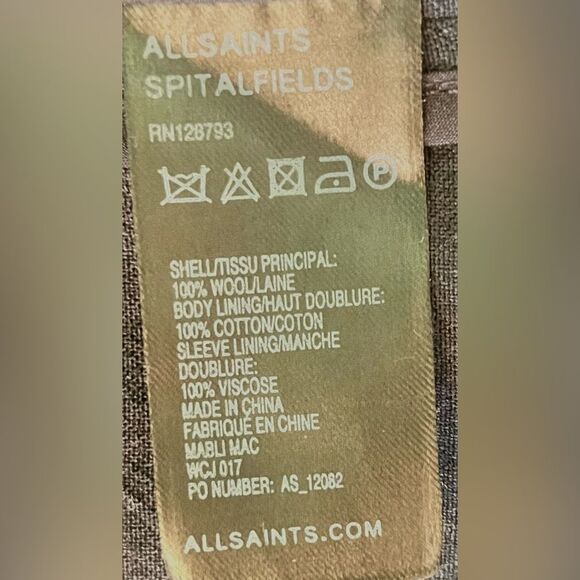 ALLSAINTS
SPITALFIELDS
RN128793
P
SHELL/TISSU PRINCIPAL:
100% WOOL/LAINE
BODY LINING/HAUT DOUBLURE:
100% COTTON/COTON
SLEEVE LINING/MANCHE
DOUBLURE:
100% VISCOSE
MADE IN CHINA
FABRIQUÉ EN CHINE
MABLI MAC
WCJ 017
PO NUMBER: AS_12082
ALLSAINTS.COM